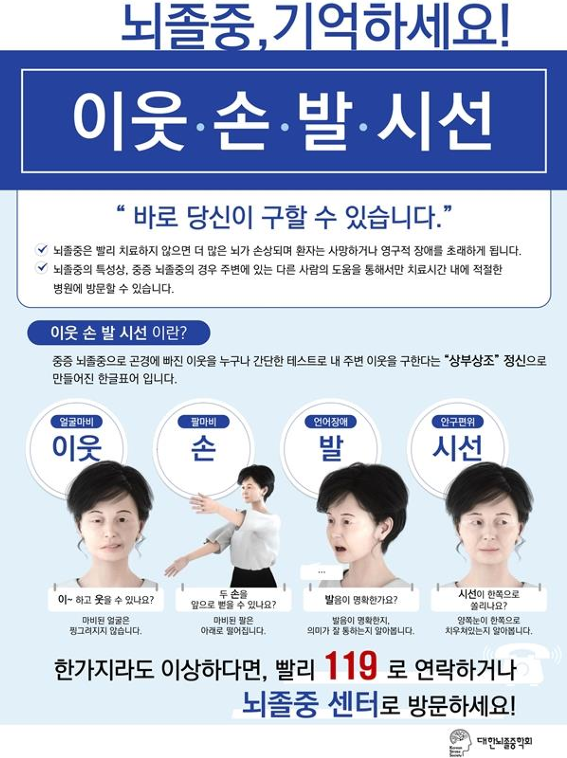 뇌졸중,기억하세요!
이웃·손·발·시선
“ 바로 당신이 구할 수 있습니다.”
뇌졸중은 빨리 치료하지 않으면 더 많은 뇌가 손상되며 환자는 사망하거나 영구적 장애를 초래하게 됩니다.
뇌졸중의 특성상, 중증 뇌졸중의 경우 주변에 있는 다른 사람의 도움을 통해서만 치료시간 내에 적절한
병원에 방문할 수 있습니다.
이웃 손 발 시선 이란?
중증 뇌졸중으로 곤경에 빠진 이웃을 누구나 간단한 테스트로 내 주변 이웃을 구한다는 “상부상조” 정신으로
만들어진 한글표어 입니다.
얼굴마비
이웃
팔마비
손
언어장애
발
안구편위
시선
...
이~ 하고 웃을 수 있나요?
마비된 얼굴은
찡그려지지 않습니다.
두 손을
앞으로 뻗을 수 있나요?
마비된 팔은
아래로 떨어집니다.
발음이 명확한가요?
발음이 명확한지,
의미가 잘 통하는지 알아봅니다.
시선이 한쪽으로
쏠리나요?
양쪽눈이 한쪽으로
치우쳐있는지 알아봅니다.
한가지라도 이상하다면, 빨리 119 로 연락하거나
뇌졸중 센터로 방문하세요!
Korean
Stroke
Society
대한뇌졸중학회